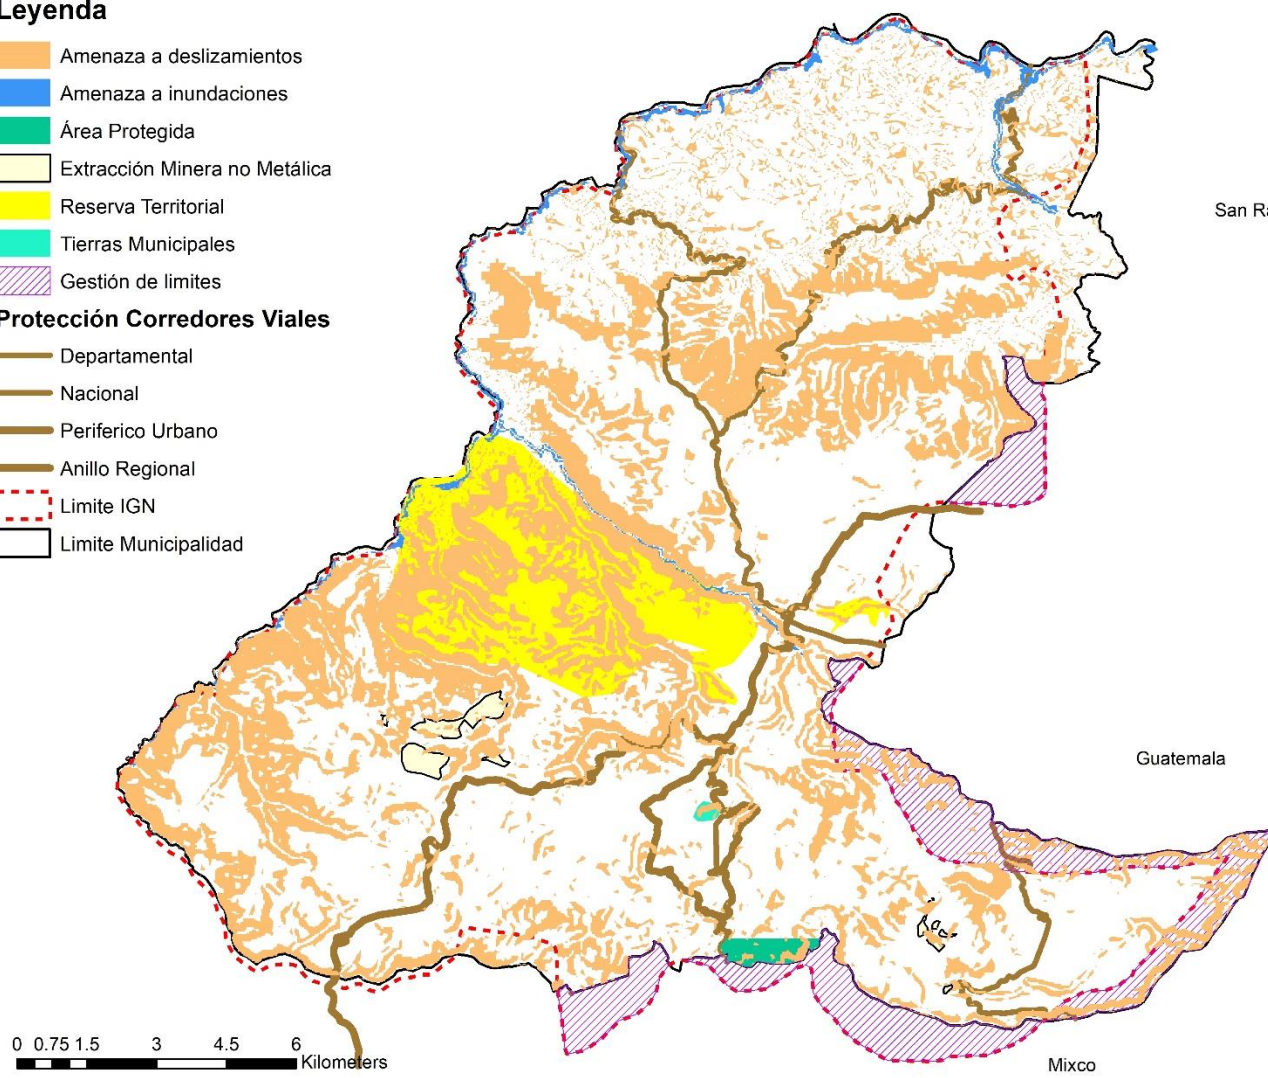 Leyenda
Amenaza a deslizamientos
Amenaza a inundaciones
Área Protegida
Extracción Minera no Metálica
Reserva Territorial
Tierras Municipales
Gestión de limites
Protección Corredores Viales
Departamental
Nacional
Periferico Urbano
Anillo Regional
Limite IGN
Limite Municipalidad
San Ra
Guatemala
Mixco
0 0.75 1.5 3 4.5 6
Kilometers